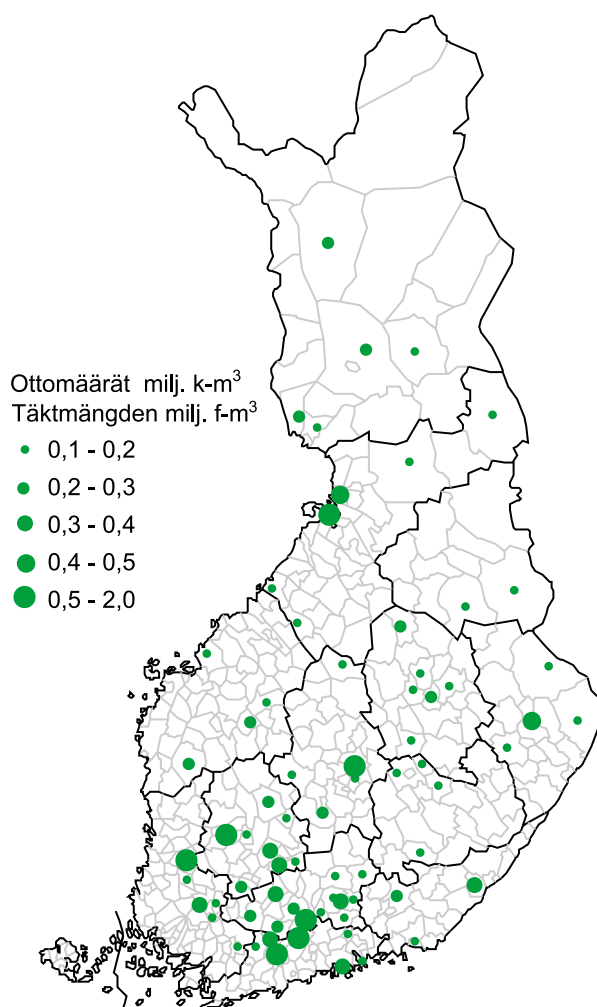 Ottomäärät milj. k-m³
Täktmängden milj. f-m³
0,1 - 0,2
0,2 - 0,3
0,3 - 0,4
0,4 - 0,5
0,5 - 2,0